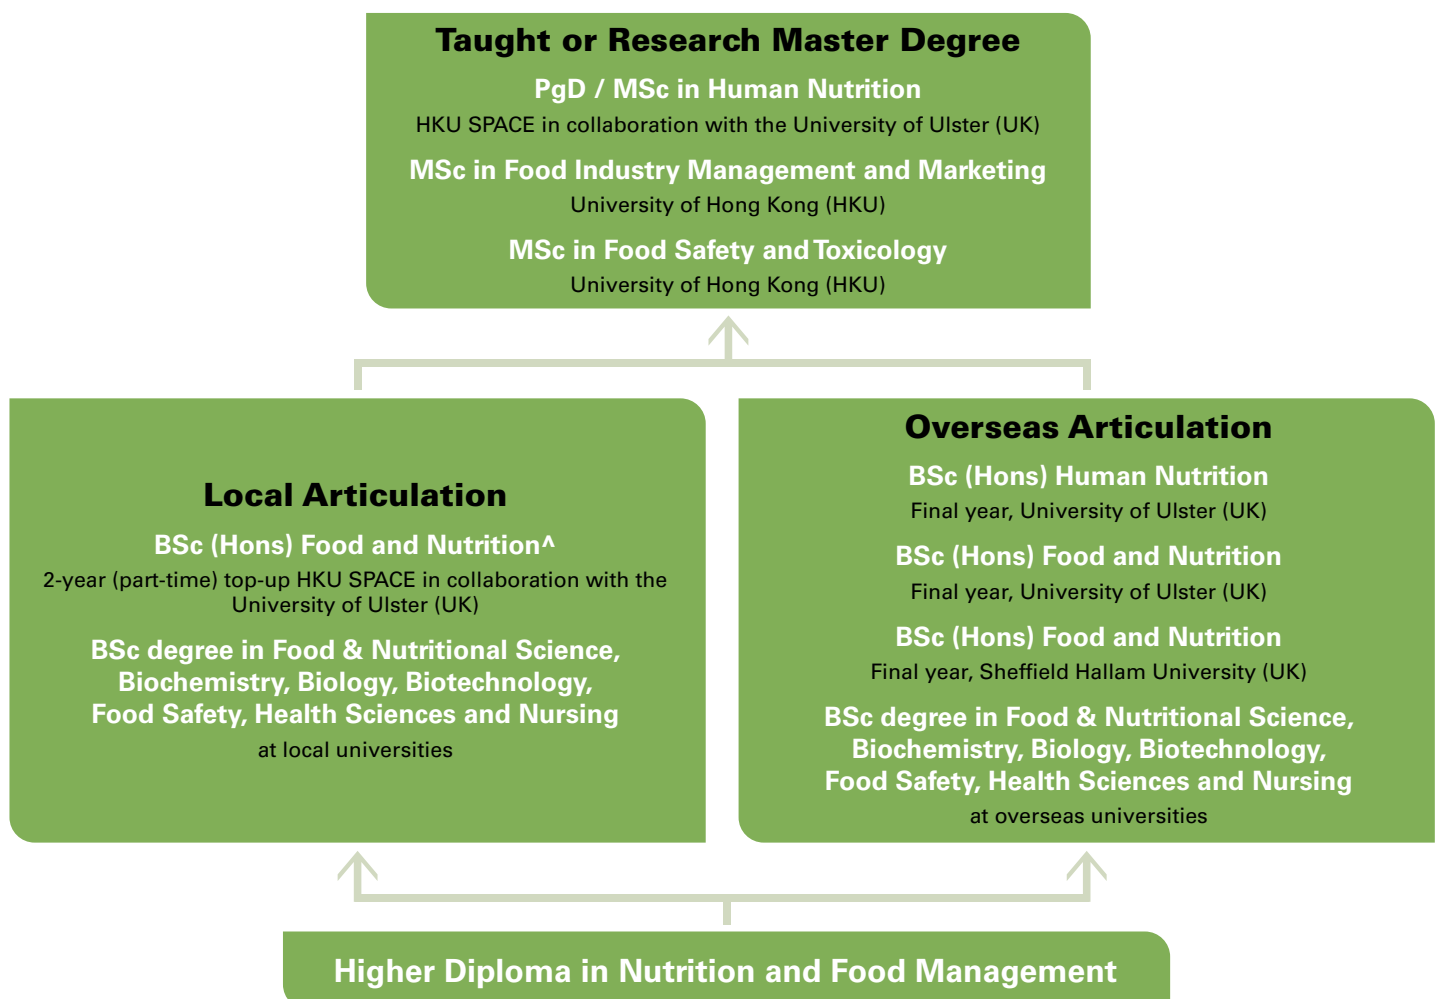 Taught or Research Master Degree
PgD / MSc in Human Nutrition
HKU SPACE in collaboration with the University of Ulster (UK)
MSc in Food Industry Management and Marketing
University of Hong Kong (HKU)
MSc in Food Safety and Toxicology
University of Hong Kong (HKU)
Local Articulation
BSc (Hons) Food and Nutrition^
2-year (part-time) top-up HKU SPACE in collaboration with the
University of Ulster (UK)
BSc degree in Food & Nutritional Science,
Biochemistry, Biology, Biotechnology,
Food Safety, Health Sciences and Nursing
at local universities
Overseas Articulation
BSc (Hons) Human Nutrition
Final year, University of Ulster (UK)
BSc (Hons) Food and Nutrition
Final year, University of Ulster (UK)
BSc (Hons) Food and Nutrition
Final year, Sheffield Hallam University (UK)
BSc degree in Food & Nutritional Science,
Biochemistry, Biology, Biotechnology,
Food Safety, Health Sciences and Nursing
at overseas universities
Higher Diploma in Nutrition and Food Management